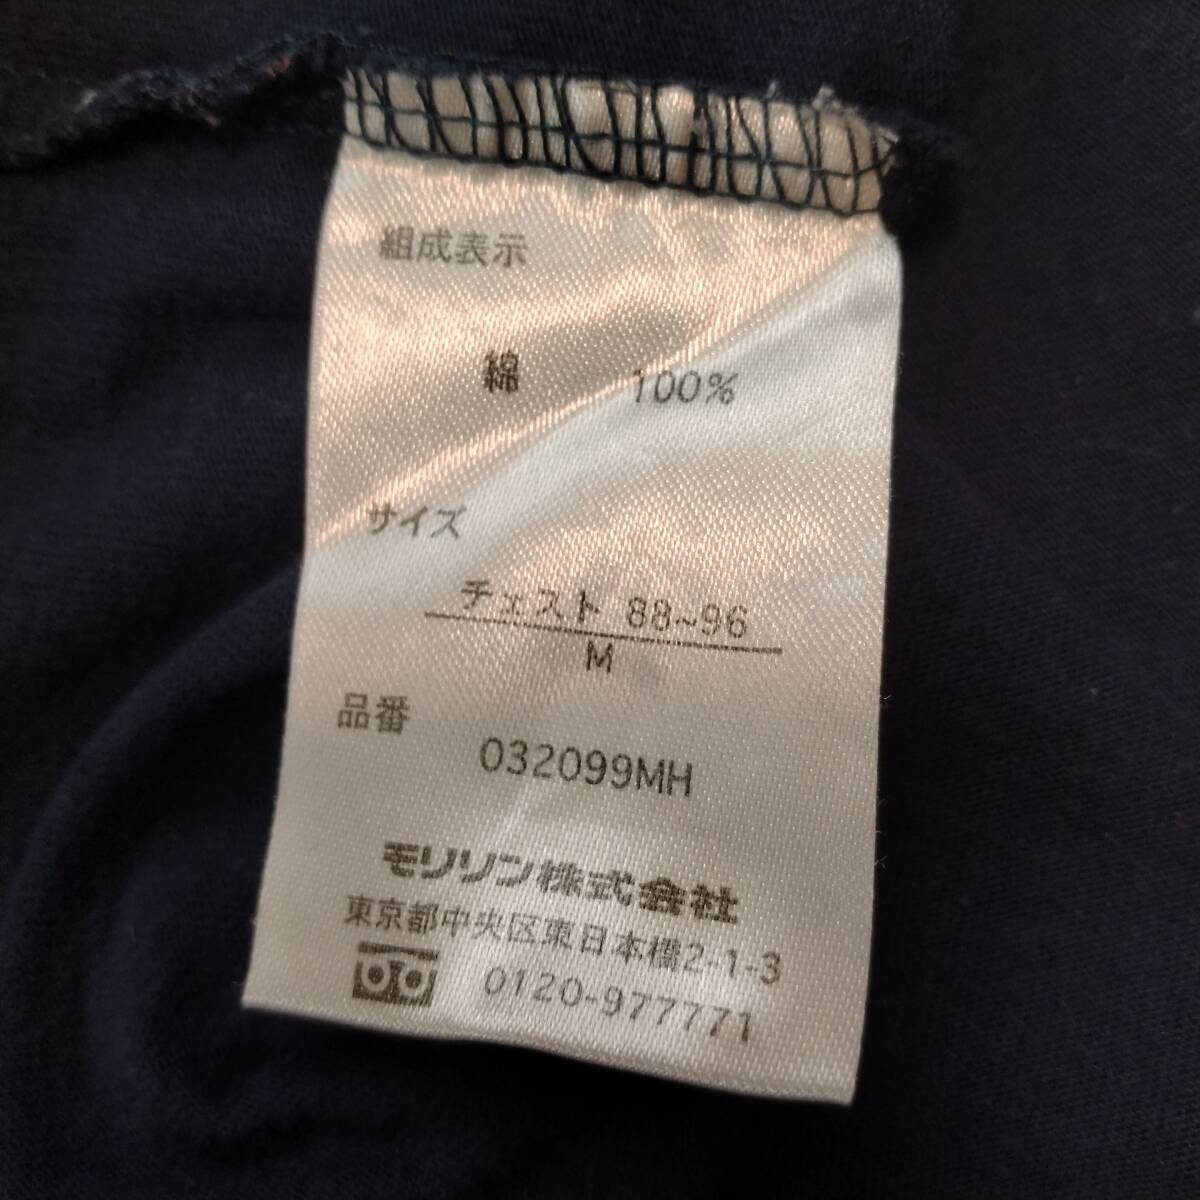 組成表示
綿 100%
サイズ
チェスト 88~96
M
品番
032099MH
モリリン株式会社
東京都中央区東日本橋2-1-3
0120-977771